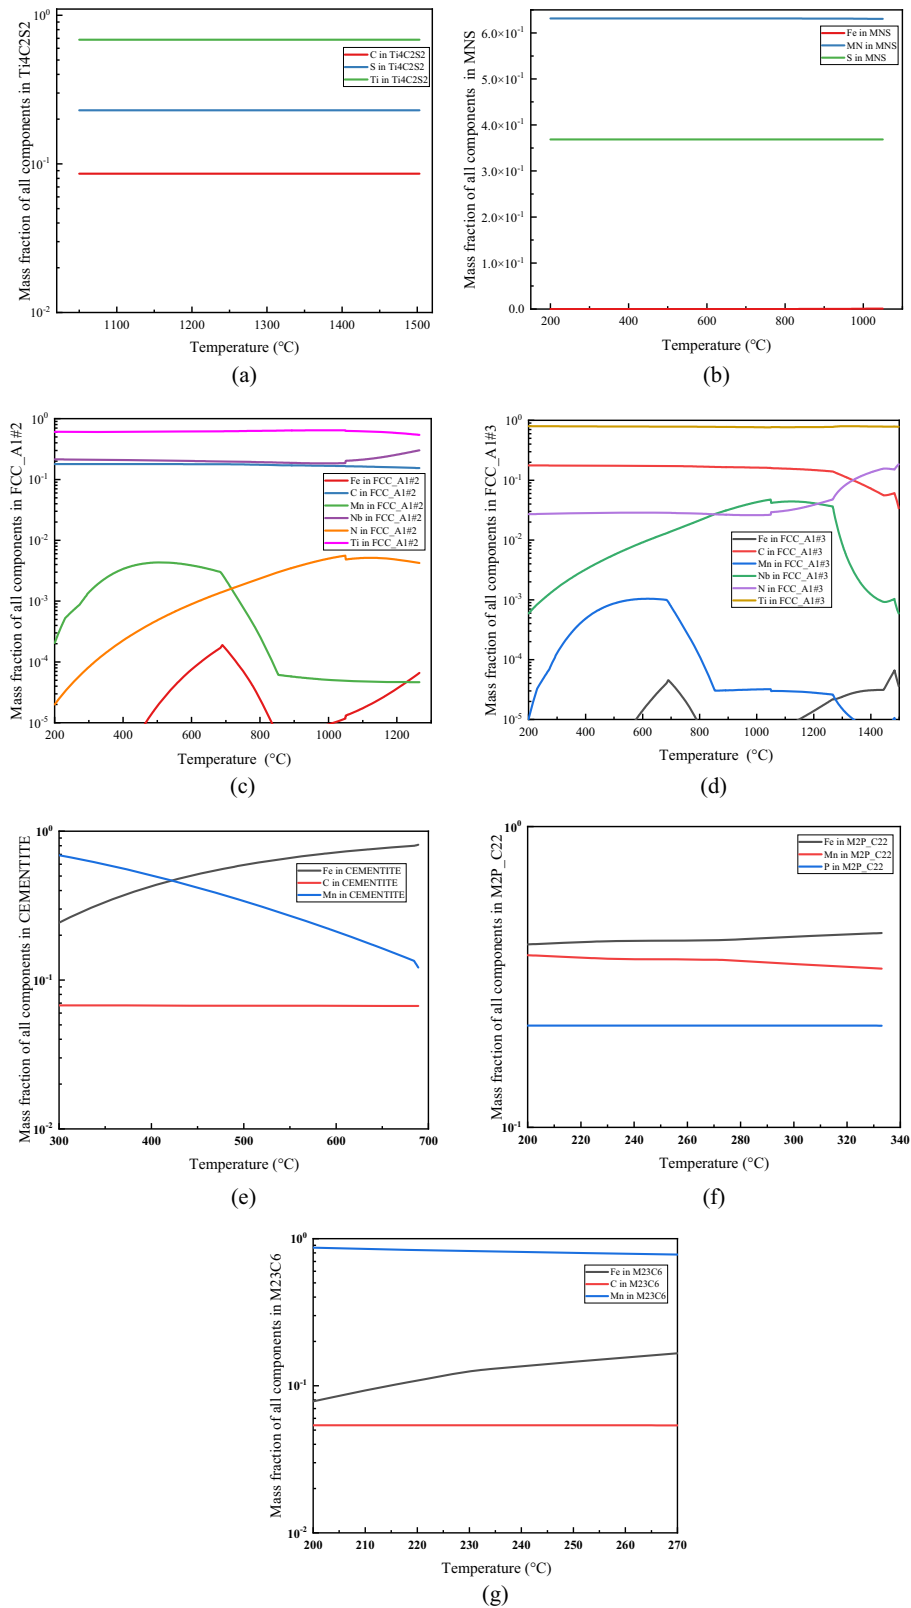 Mass fraction of all components in Ti4C2S2
10⁰
10⁻¹
10⁻²
C in Ti4C2S2
S in Ti4C2S2
Ti in Ti4C2S2
1100 1200 1300 1400 1500
Temperature (°C)
(a)
Mass fraction of all components in MNS
6.0×10⁻¹
5.0×10⁻¹
4.0×10⁻¹
3.0×10⁻¹
2.0×10⁻¹
1.0×10⁻¹
0.0
Fe in MNS
MN in MNS
S in MNS
200 400 600 800 1000
Temperature (°C)
(b)
Mass fraction of all components in FCC_A1#2
10⁰
10⁻¹
10⁻²
10⁻³
10⁻⁴
10⁻⁵
Fe in FCC_A1#2
C in FCC_A1#2
Mn in FCC_A1#2
Nb in FCC_A1#2
N in FCC_A1#2
Ti in FCC_A1#2
200 400 600 800 1000 1200
Temperature (°C)
(c)
Mass fraction of all components in FCC_A1#3
10⁰
10⁻¹
10⁻²
10⁻³
10⁻⁴
10⁻⁵
Fe in FCC_A1#3
C in FCC_A1#3
Mn in FCC_A1#3
Nb in FCC_A1#3
N in FCC_A1#3
Ti in FCC_A1#3
200 400 600 800 1000 1200 1400
Temperature (°C)
(d)
Mass fraction of all components in CEMENTITE
10⁰
10⁻¹
10⁻²
Fe in CEMENTITE
C in CEMENTITE
Mn in CEMENTITE
300 400 500 600 700
Temperature (°C)
(e)
Mass fraction of all components in M2P_C22
10⁰
10⁻¹
Fe in M2P_C22
Mn in M2P_C22
P in M2P_C22
200 220 240 260 280 300 320 340
Temperature (°C)
(f)
Mass fraction of all components in M23C6
10⁰
10⁻¹
10⁻²
Fe in M23C6
C in M23C6
Mn in M23C6
200 210 220 230 240 250 260 270
Temperature (°C)
(g)